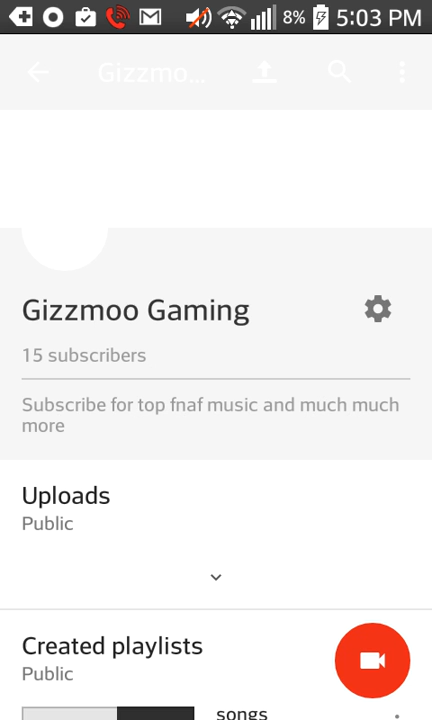 8% 5:03 PM
Gizzmo...
Gizzmoo Gaming
15 subscribers
Subscribe for top fnaf music and much much
more
Uploads
Public
Created playlists
Public
songs